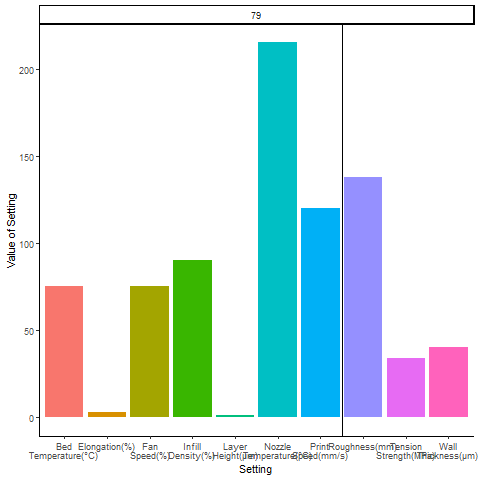 79
Value of Setting
200
150
100
50
0
Bed Temperature(°C)
Elongation(%)
Fan Speed(%)
Infill Density(%)
Layer Height(µm)
Nozzle Temperature(°C)
Print Speed(mm/s)
Roughness(mm)
Tension Strength(MPa)
Wall Thickness(µm)
Setting